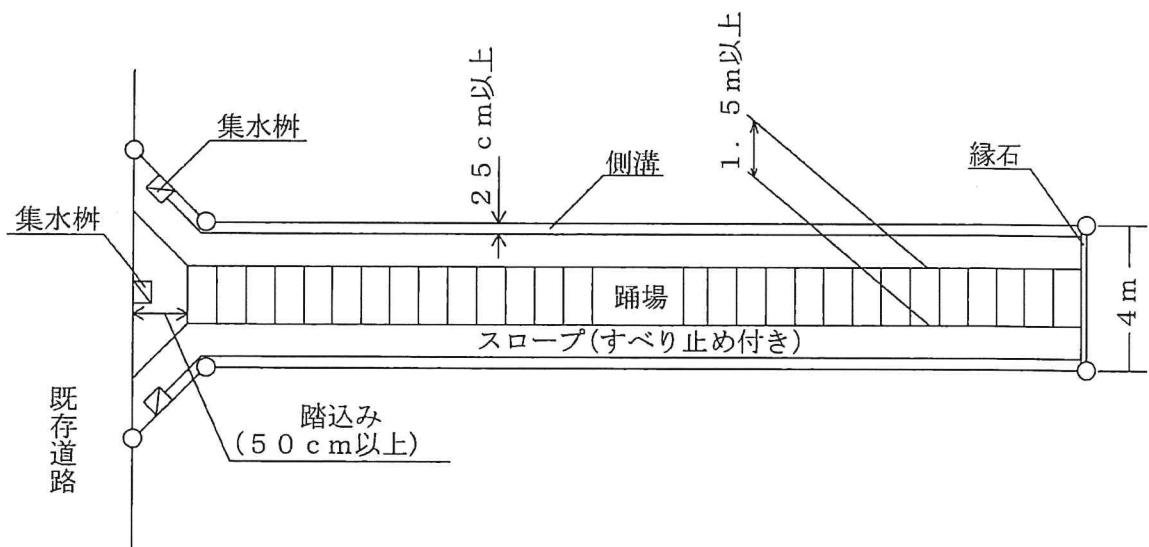 集水桝
集水桝
25cm以上
側溝
1.5m以上
縁石
踊場
スロープ(すべり止め付き)
4m
踏込み
(50cm以上)
既存道路